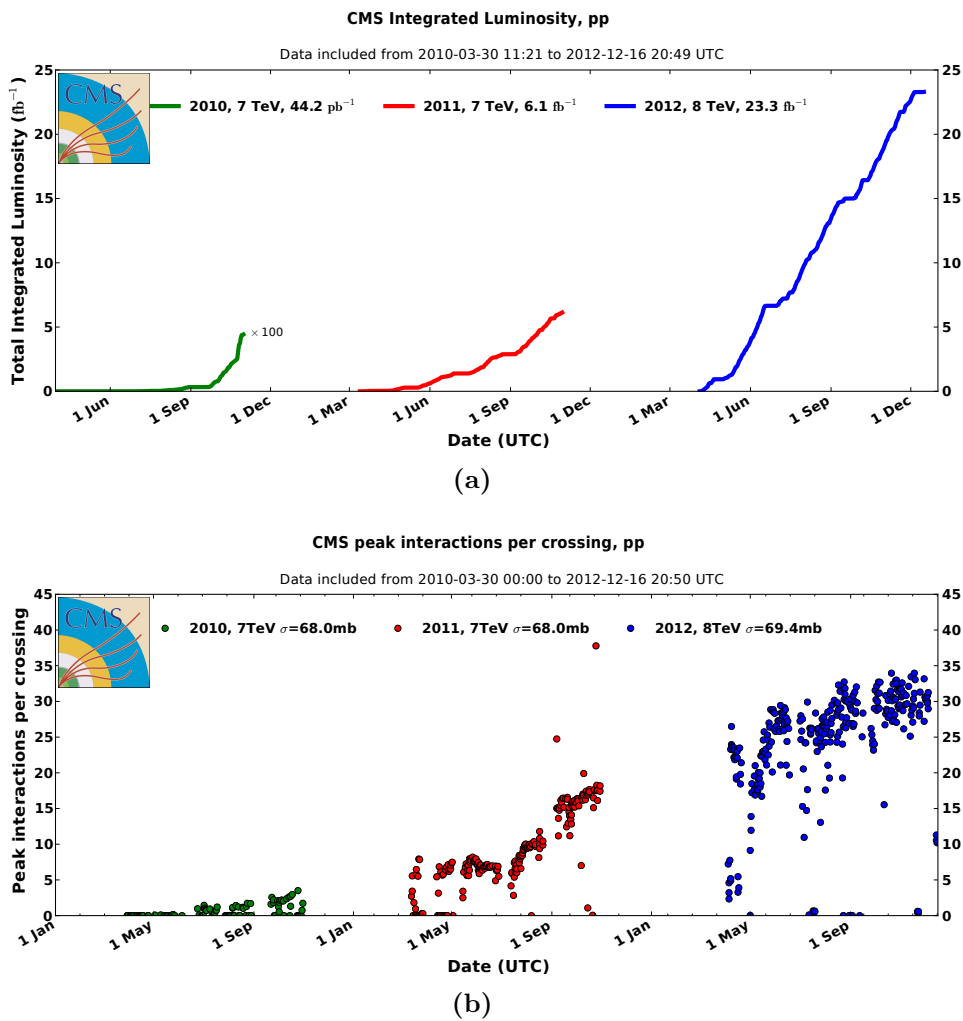 CMS Integrated Luminosity, pp
Data included from 2010-03-30 11:21 to 2012-12-16 20:49 UTC
CMS
2010, 7 TeV, 44.2 pb⁻¹
2011, 7 TeV, 6.1 fb⁻¹
2012, 8 TeV, 23.3 fb⁻¹
Total Integrated Luminosity (fb⁻¹)
25
20
15
10
5
0
25
20
15
10
5
0
× 100
1 Jun
1 Sep
1 Dec
1 Mar
1 Jun
1 Sep
1 Dec
1 Mar
1 Jun
1 Sep
1 Dec
Date (UTC)
(a)
CMS peak interactions per crossing, pp
Data included from 2010-03-30 00:00 to 2012-12-16 20:50 UTC
CMS
2010, 7TeV σ=68.0mb
2011, 7TeV σ=68.0mb
2012, 8TeV σ=69.4mb
Peak interactions per crossing
45
40
35
30
25
20
15
10
5
0
45
40
35
30
25
20
15
10
5
0
1 Jan
1 May
1 Sep
1 Jan
1 May
1 Sep
1 Jan
1 May
1 Sep
Date (UTC)
(b)